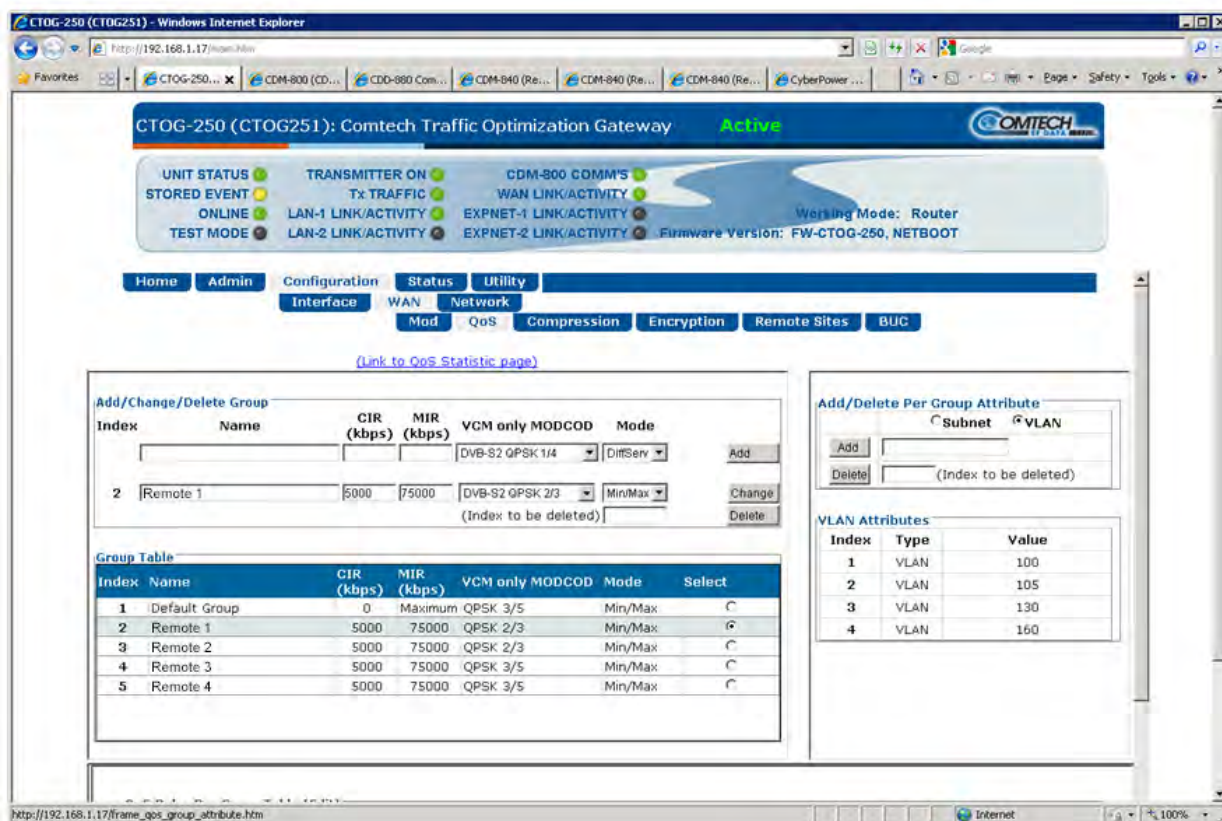 CTOG-250 (CTOG251) - Windows Internet Explorer
http://192.168.1.17/main.htm
Google
Favorites CTOG-250... CDM-800 (CD... CDD-880 Com... CDM-840 (Re... CDM-840 (Re... CDM-840 (Re... CyberPower ... Page Safety Tools
CTOG-250 (CTOG251): Comtech Traffic Optimization Gateway Active COMTECH EF DATA
UNIT STATUS TRANSMITTER ON CDM-800 COMM'S
STORED EVENT Tx TRAFFIC WAN LINK/ACTIVITY
ONLINE LAN-1 LINK/ACTIVITY EXPNET-1 LINK/ACTIVITY Working Mode: Router
TEST MODE LAN-2 LINK/ACTIVITY EXPNET-2 LINK/ACTIVITY Firmware Version: FW-CTOG-250, NETBOOT
Home Admin Configuration Status Utility
Interface WAN Network
Mod QoS Compression Encryption Remote Sites BUC
(Link to QoS Statistic page)
Add/Change/Delete Group
Index Name CIR (kbps) MIR (kbps) VCM only MODCOD Mode
DVB-S2 QPSK 1/4 DiffServ Add
2 Remote 1 5000 75000 DVB-S2 QPSK 2/3 Min/Max Change
(Index to be deleted) Delete
Group Table
Index Name CIR (kbps) MIR (kbps) VCM only MODCOD Mode Select
1 Default Group 0 Maximum QPSK 3/5 Min/Max
2 Remote 1 5000 75000 QPSK 2/3 Min/Max
3 Remote 2 5000 75000 QPSK 2/3 Min/Max
4 Remote 3 5000 75000 QPSK 3/5 Min/Max
5 Remote 4 5000 75000 QPSK 3/5 Min/Max
Add/Delete Per Group Attribute
Subnet VLAN
Add
Delete (Index to be deleted)
VLAN Attributes
Index Type Value
1 VLAN 100
2 VLAN 105
3 VLAN 130
4 VLAN 160
http://192.168.1.17/frame_qos_group_attribute.htm Internet 100%